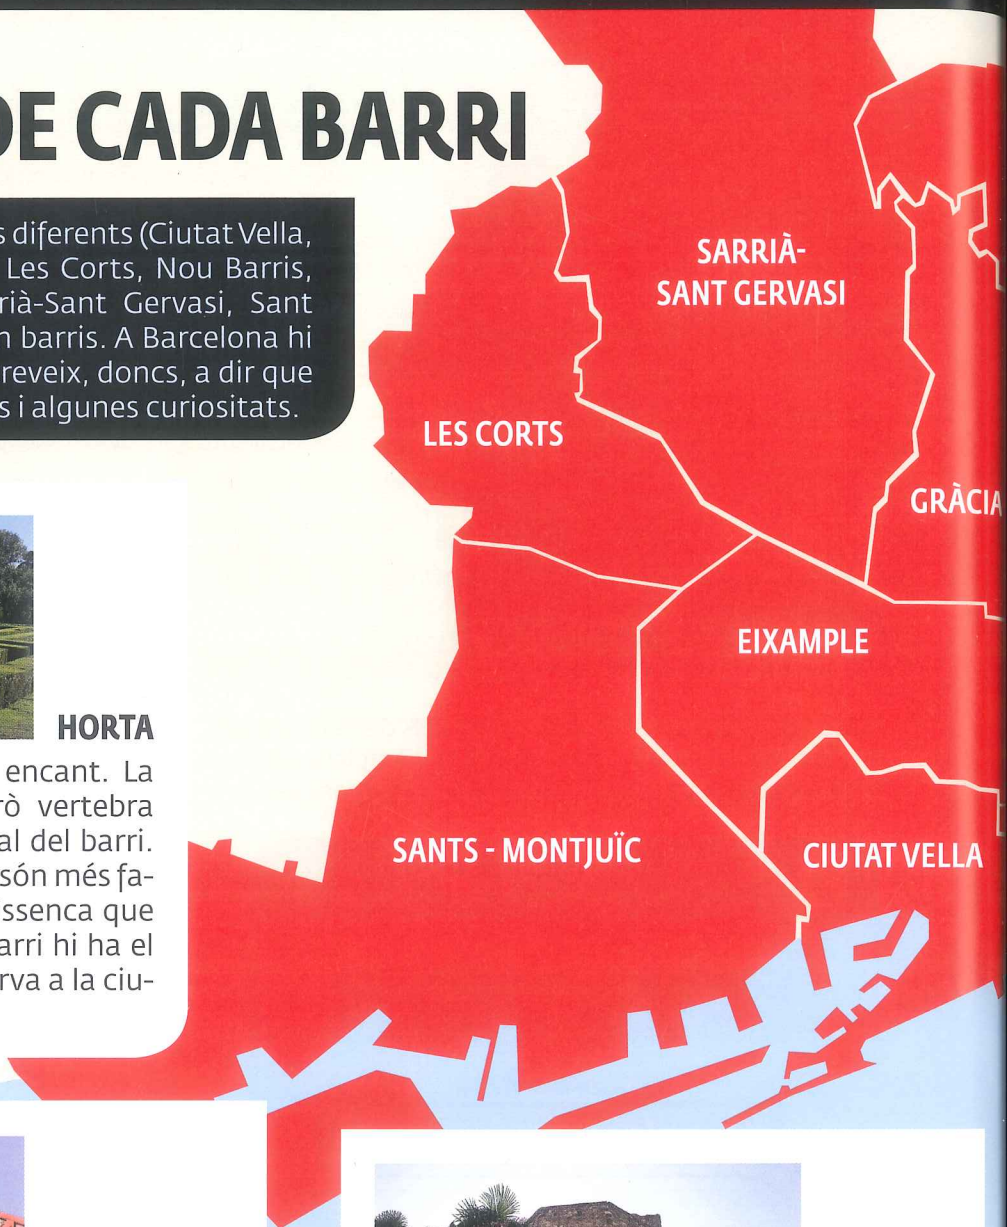 DE CADA BARRI
s diferents (Ciutat Vella,
Les Corts, Nou Barris,
rià-Sant Gervasi, Sant
n barris. A Barcelona hi
reveix, doncs, a dir que
s i algunes curiositats.
SARRIÀ-
SANT GERVASI
LES CORTS
GRÀCIA
EIXAMPLE
SANTS - MONTJUÏC
CIUTAT VELLA
HORTA
encant. La
rò vertebra
al del barri.
són més fa-
ssenca que
arri hi ha el
rva a la ciu-